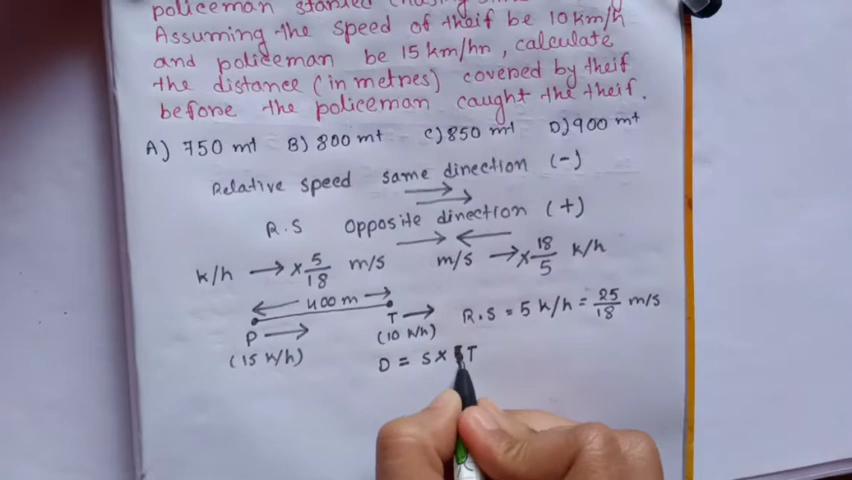 policeman started chasing
Assuming the speed of theif be 10 km/h
and policeman be 15 km/hr, calculate
the distance (in metres) covered by theif
before the policeman caught the theif.
A) 750 mt B) 800 mt C) 850 mt D) 900 mt
Relative speed same direction (-)
R.S opposite direction (+)
k/h → × 5/18 m/s m/s → × 18/5 k/h
400 m
P T R.S = 5 k/h = 25/18 m/s
(15 k/h) (10 k/h)
D = S × T